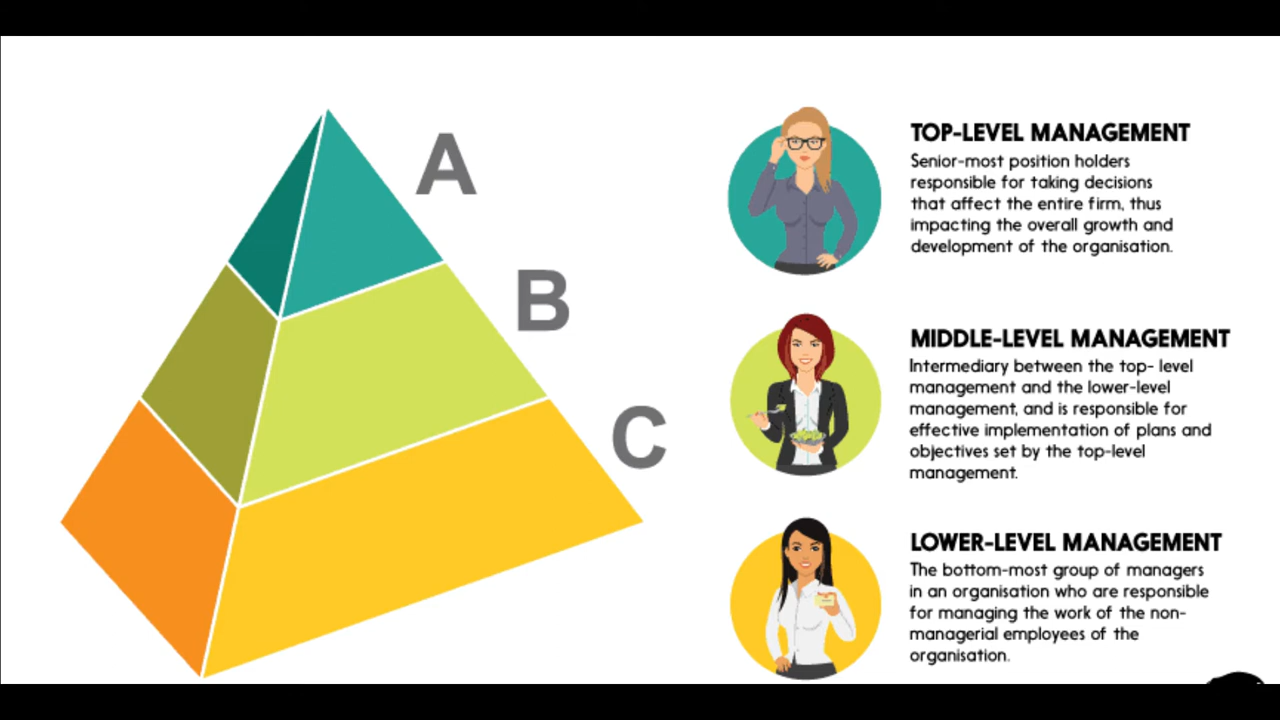 A
B
C
TOP-LEVEL MANAGEMENT
Senior-most position holders
responsible for taking decisions
that affect the entire firm, thus
impacting the overall growth and
development of the organisation.
MIDDLE-LEVEL MANAGEMENT
Intermediary between the top- level
management and the lower-level
management, and is responsible for
effective implementation of plans and
objectives set by the top-level
management.
LOWER-LEVEL MANAGEMENT
The bottom-most group of managers
in an organisation who are responsible
for managing the work of the non-
managerial employees of the
organisation.